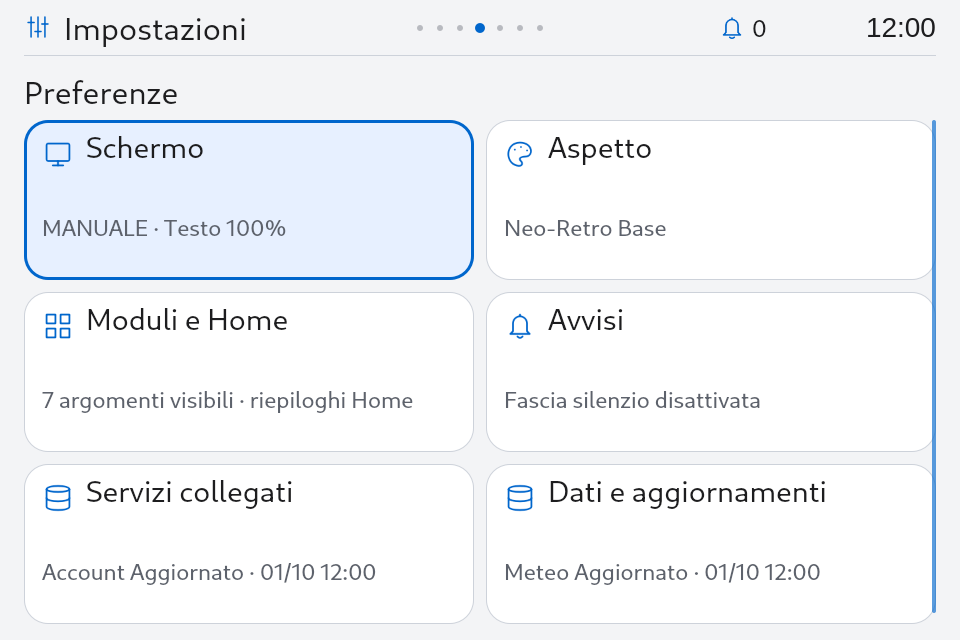 Impostazioni
0
12:00
Preferenze
Schermo
MANUALE · Testo 100%
Aspetto
Neo-Retro Base
Moduli e Home
7 argomenti visibili · riepiloghi Home
Avvisi
Fascia silenzio disattivata
Servizi collegati
Account Aggiornato · 01/10 12:00
Dati e aggiornamenti
Meteo Aggiornato · 01/10 12:00